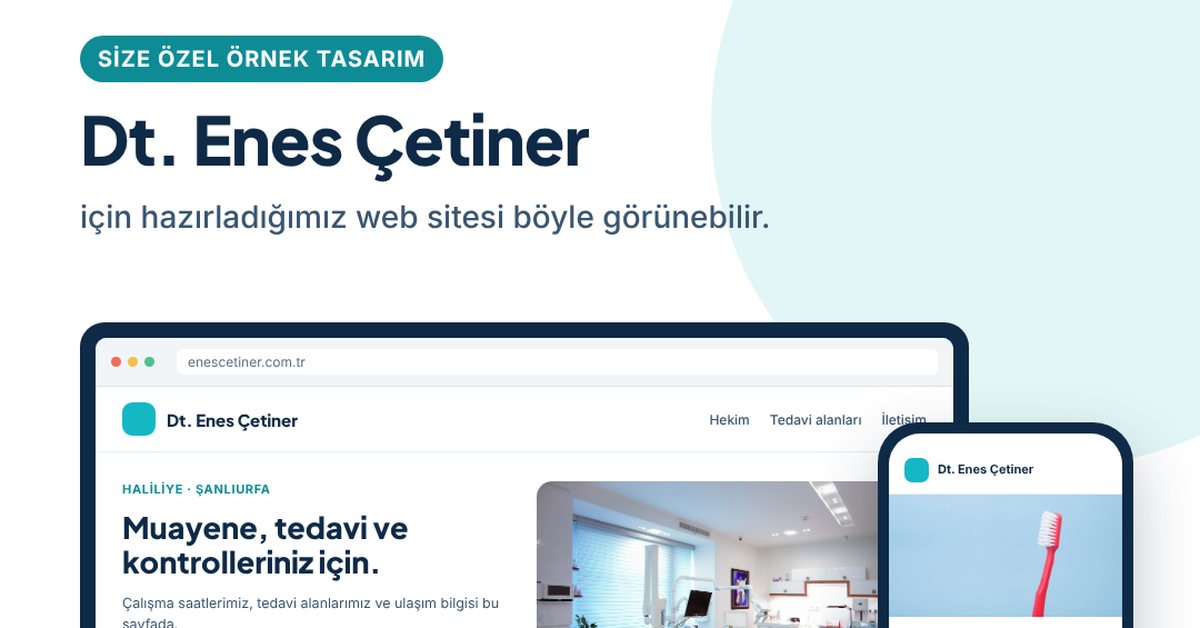 SİZE ÖZEL ÖRNEK TASARIM
Dt. Enes Çetiner
için hazırladığımız web sitesi böyle görünebilir.
enescetiner.com.tr
Dt. Enes Çetiner
Hekim Tedavi alanları İletişim
Dt. Enes Çetiner
HALİLİYE · ŞANLIURFA
Muayene, tedavi ve
kontrolleriniz için.
Çalışma saatlerimiz, tedavi alanlarımız ve ulaşım bilgisi bu
sayfada.